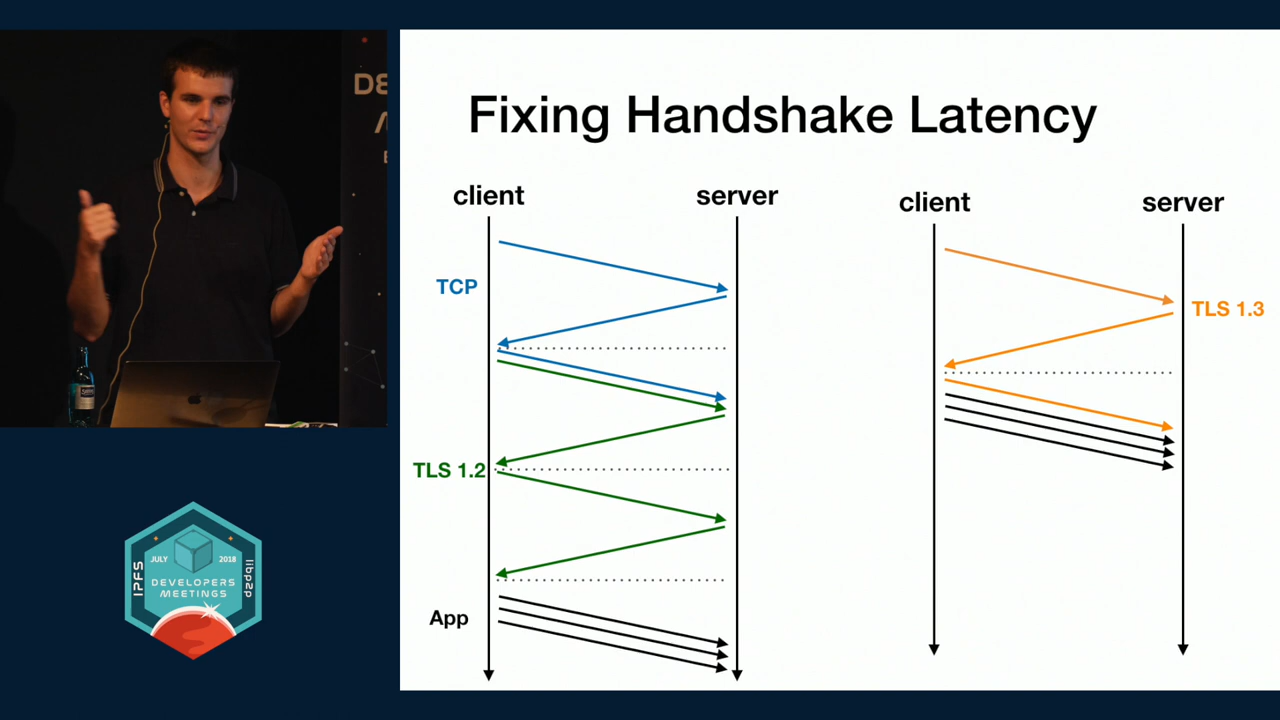 Fixing Handshake Latency
client
server
TCP
TLS 1.2
App
client
server
TLS 1.3
IPFS
JULY
2018
libp2p
DEVELOPERS
MEETINGS